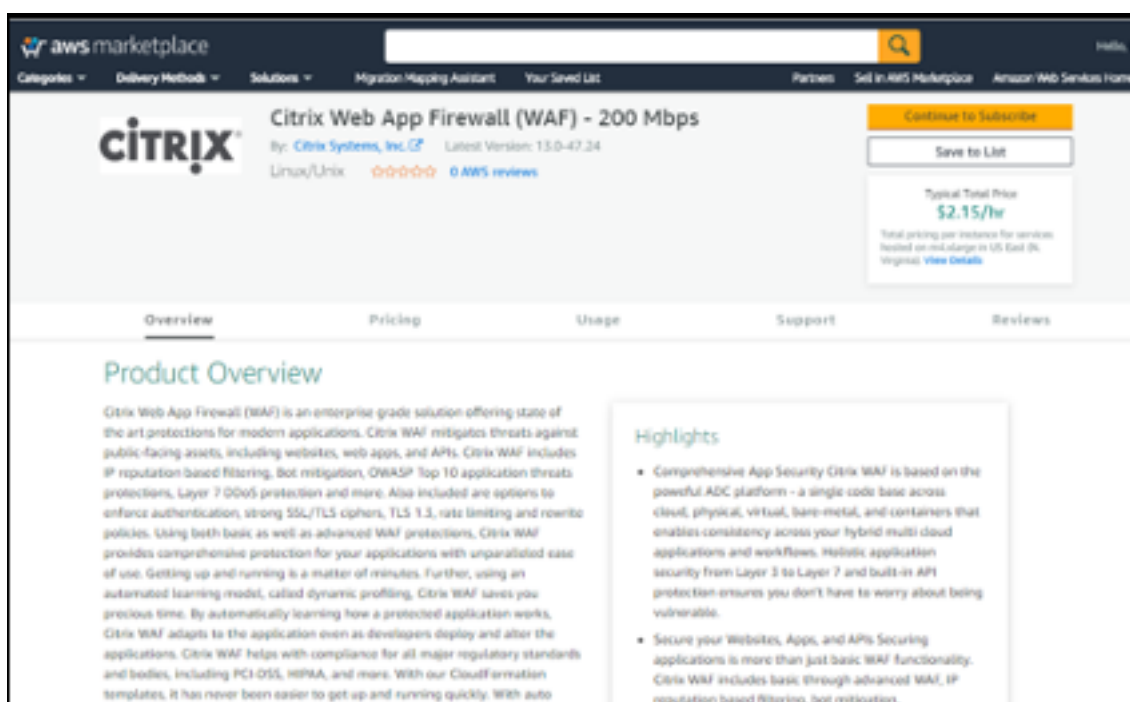 aws marketplace
Hello,
Categories Delivery Methods Solutions Migration Mapping Assistant Your Saved List Partners Sell in AWS Marketplace Amazon Web Services Home
CITRIX
Citrix Web App Firewall (WAF) - 200 Mbps
By: Citrix Systems, Inc. Latest Version: 13.0-47.24
Linux/Unix 0 AWS reviews
Continue to Subscribe
Save to List
Typical Total Price
$2.15/hr
Total pricing per instance for services
hosted on m4.xlarge in US East (N.
Virginia). View Details
Overview Pricing Usage Support Reviews
Product Overview
Citrix Web App Firewall (WAF) is an enterprise grade solution offering state of
the art protections for modern applications. Citrix WAF mitigates threats against
public-facing assets, including websites, web apps, and APIs. Citrix WAF includes
IP reputation based filtering, Bot mitigation, OWASP Top 10 application threats
protections, Layer 7 DDoS protection and more. Also included are options to
enforce authentication, strong SSL/TLS ciphers, TLS 1.3, rate limiting and rewrite
policies. Using both basic as well as advanced WAF protections, Citrix WAF
provides comprehensive protection for your applications with unparalleled ease
of use. Getting up and running is a matter of minutes. Further, using an
automated learning model, called dynamic profiling, Citrix WAF saves you
precious time. By automatically learning how a protected application works,
Citrix WAF adapts to the application even as developers deploy and alter the
applications. Citrix WAF helps with compliance for all major regulatory standards
and bodies, including PCI-DSS, HIPAA, and more. With our CloudFormation
templates, it has never been easier to get up and running quickly. With auto
Highlights
Comprehensive App Security Citrix WAF is based on the
poweful ADC platform - a single code base across
cloud, physical, virtual, bare-metal, and containers that
enables consistency across your hybrid multi cloud
applications and workflows. Holistic application
security from Layer 3 to Layer 7 and built-in API
protection ensures you don't have to worry about being
vulnerable.
Secure your Websites, Apps, and APIs Securing
applications is more than just basic WAF functionality.
Citrix WAF includes basic through advanced WAF, IP
reputation based filtering, bot mitigation,